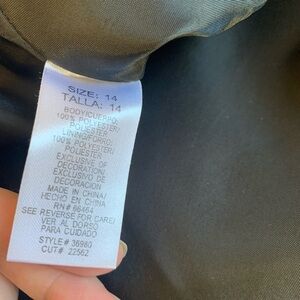 SIZE: 14
TALLA: 14
BODY/CUERPO:
100% POLYESTER/
POLIESTER
LINING/FORRO:
100% POLYESTER/
POLIESTER
EXCLUSIVE OF
DECORATION/
EXCLUSIVO DE
DECORACION
MADE IN CHINA/
HECHO EN CHINA
RN# 66464
SEE REVERSE FOR CARE/
VER AL DORSO
PARA CUIDADO
STYLE# 36980
CUT# 22562